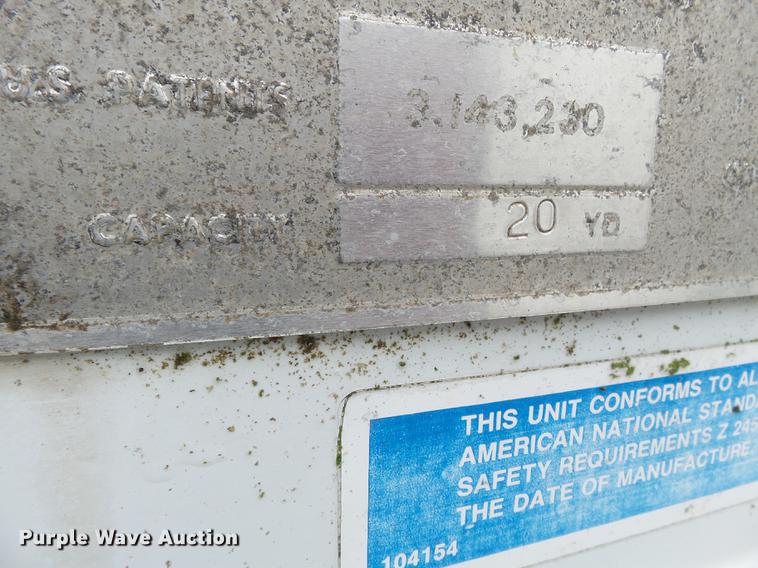 U.S. PATENTS 3.143,230
CAPACITY 20 YD
THIS UNIT CONFORMS TO AL
AMERICAN NATIONAL STANDA
SAFETY REQUIREMENTS Z 245
THE DATE OF MANUFACTURE.
104154
Purple Wave Auction